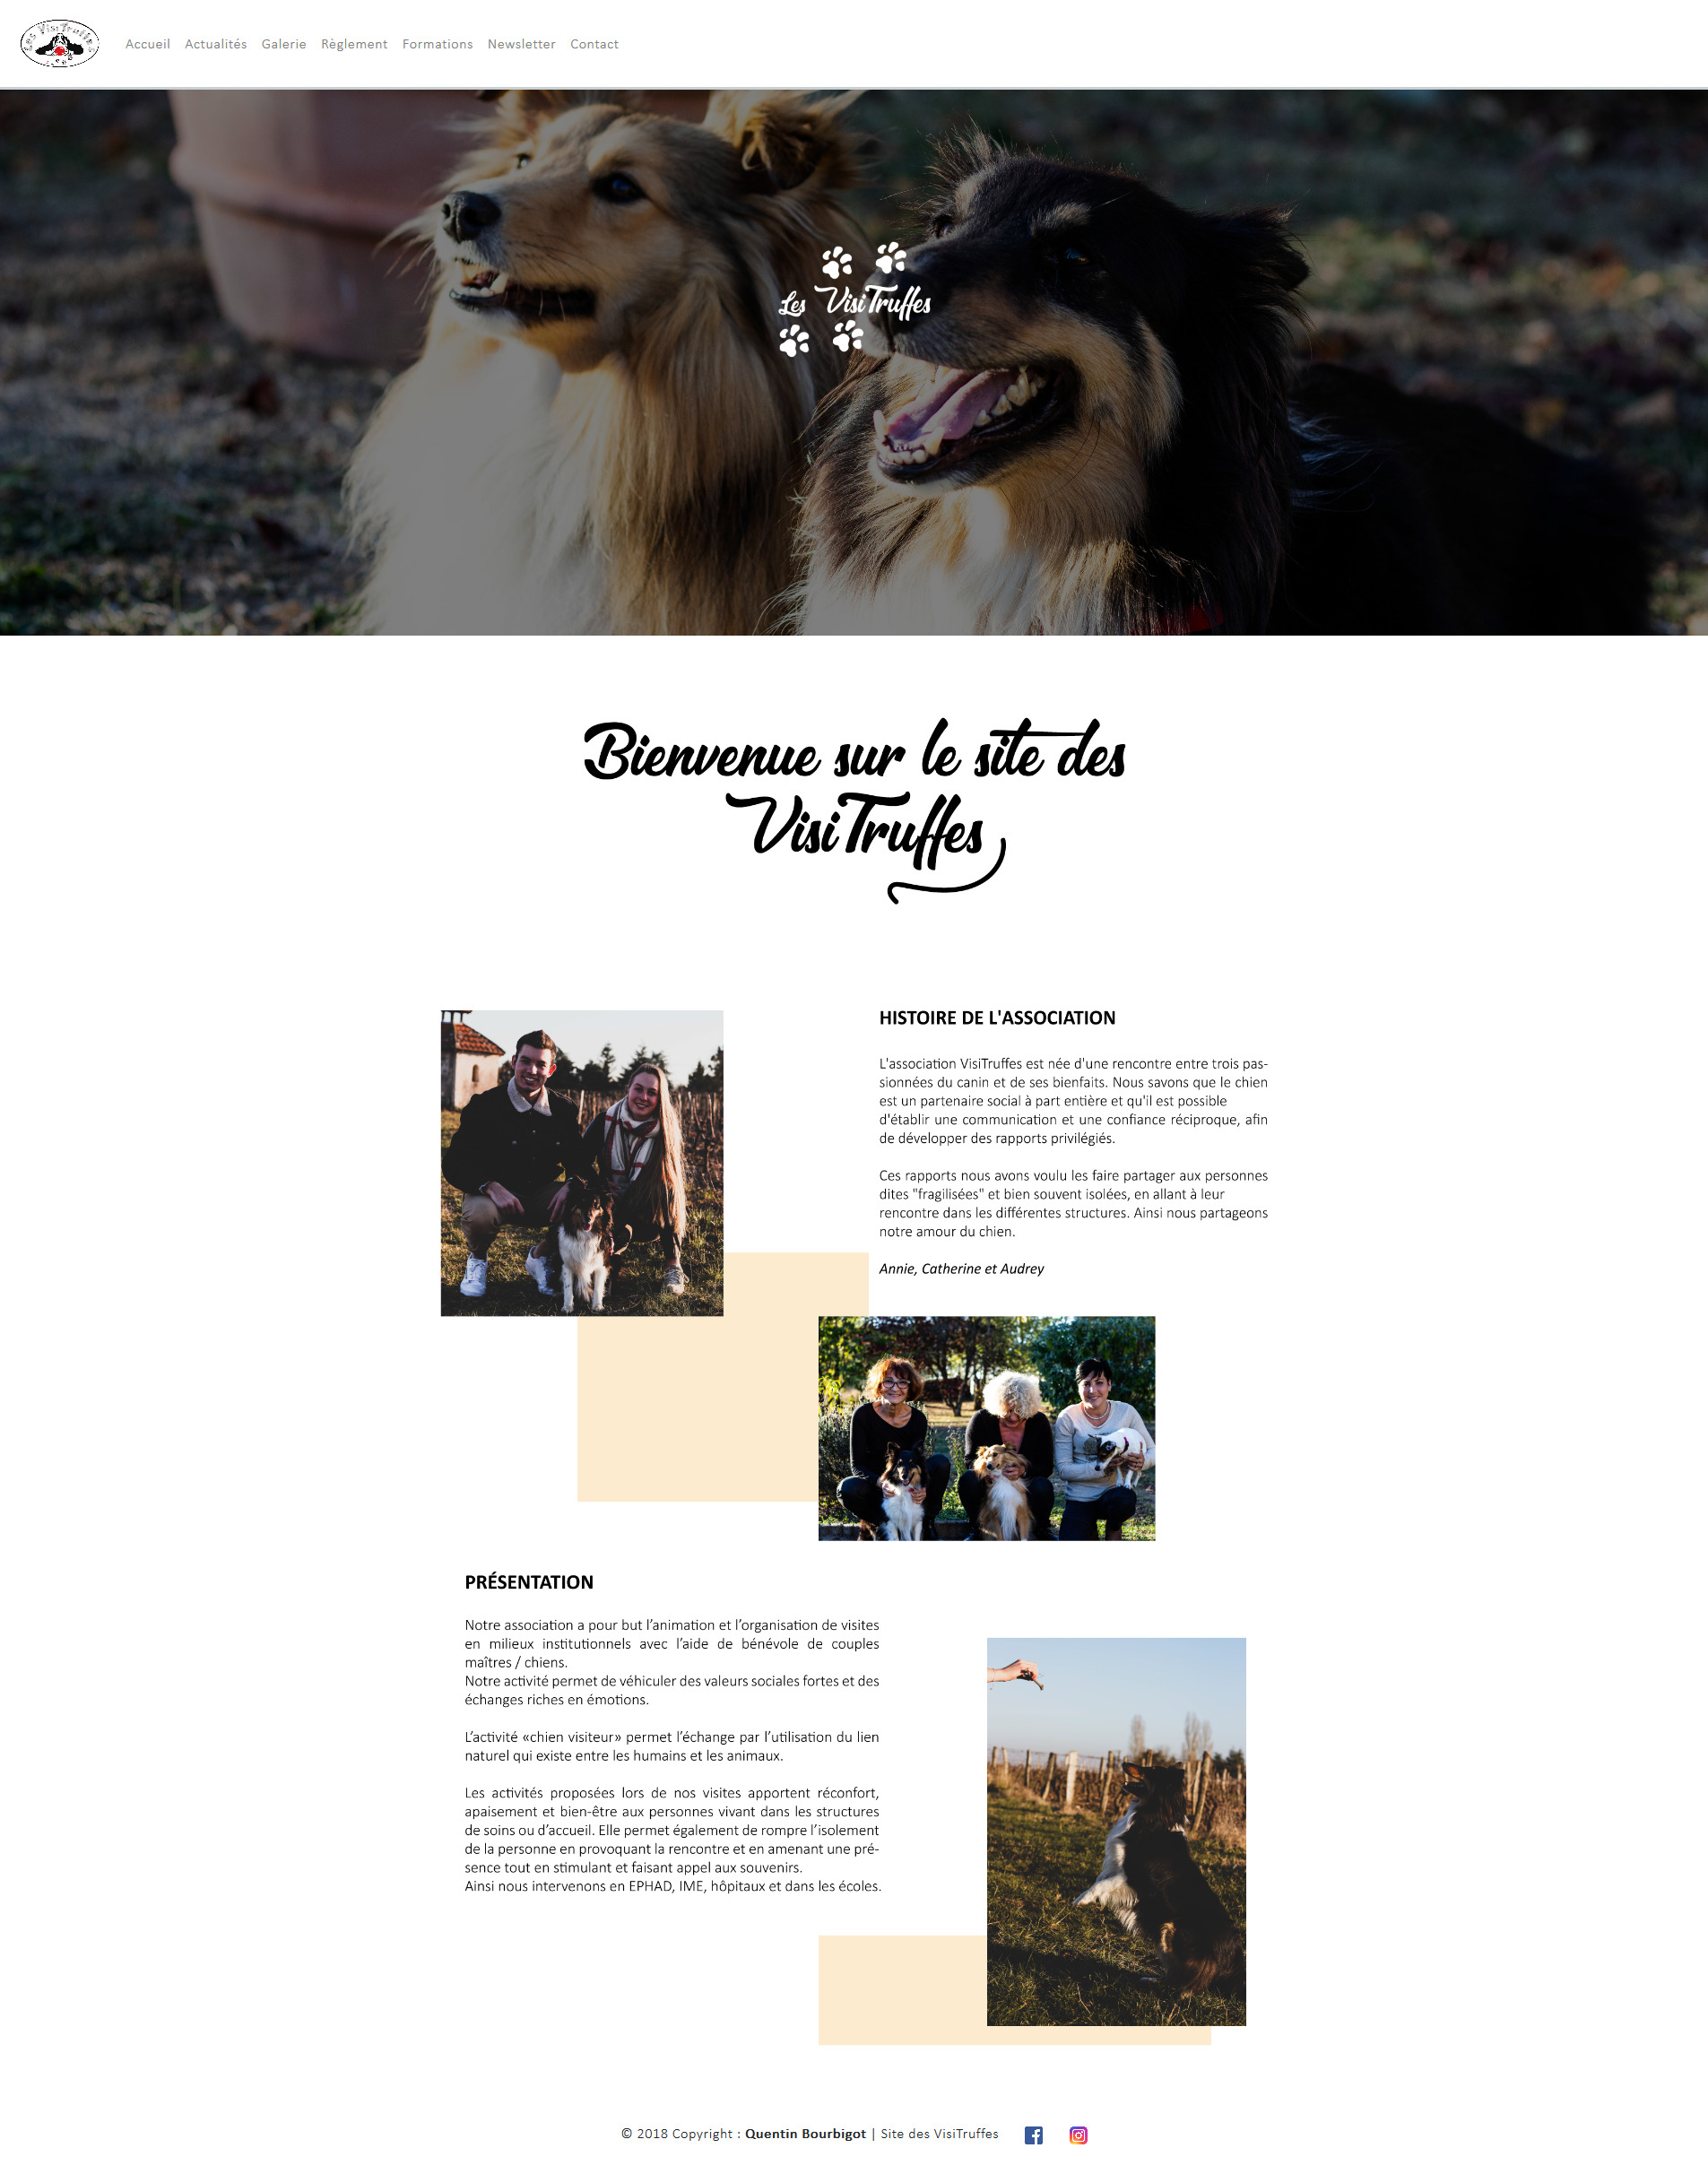 Les VisiTruffes
Accueil Actualités Galerie Règlement Formations Newsletter Contact
Les VisiTruffes
Bienvenue sur le site des
VisiTruffes
HISTOIRE DE L'ASSOCIATION
L'association VisiTruffes est née d'une rencontre entre trois pas-
sionnées du canin et de ses bienfaits. Nous savons que le chien
est un partenaire social à part entière et qu'il est possible
d'établir une communication et une confiance réciproque, afin
de développer des rapports privilégiés.
Ces rapports nous avons voulu les faire partager aux personnes
dites "fragilisées" et bien souvent isolées, en allant à leur
rencontre dans les différentes structures. Ainsi nous partageons
notre amour du chien.
Annie, Catherine et Audrey
PRÉSENTATION
Notre association a pour but l’animation et l’organisation de visites
en milieux institutionnels avec l’aide de bénévole de couples
maîtres / chiens.
Notre activité permet de véhiculer des valeurs sociales fortes et des
échanges riches en émotions.
L’activité «chien visiteur» permet l’échange par l’utilisation du lien
naturel qui existe entre les humains et les animaux.
Les activités proposées lors de nos visites apportent réconfort,
apaisement et bien-être aux personnes vivant dans les structures
de soins ou d’accueil. Elle permet également de rompre l’isolement
de la personne en provoquant la rencontre et en amenant une pré-
sence tout en stimulant et faisant appel aux souvenirs.
Ainsi nous intervenons en EPHAD, IME, hôpitaux et dans les écoles.
© 2018 Copyright : Quentin Bourbigot | Site des VisiTruffes